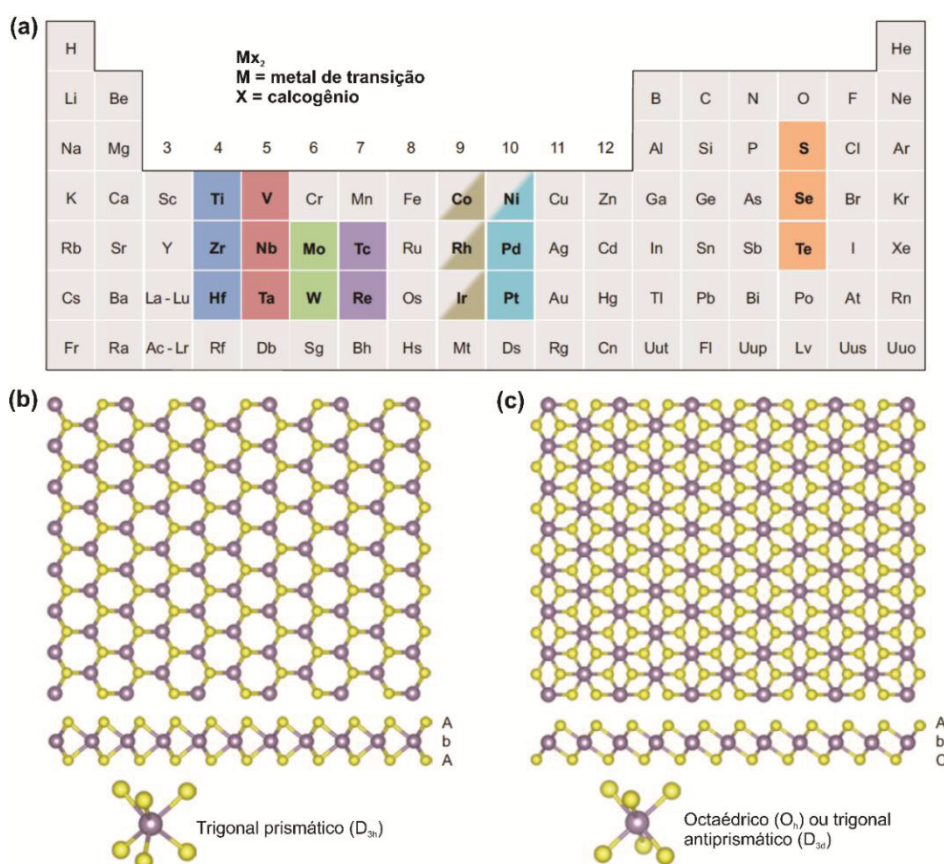 (a)
Mx₂
M = metal de transição
X = calcogênio
H He
Li Be B C N O F Ne
Na Mg 3 4 5 6 7 8 9 10 11 12 Al Si P S Cl Ar
K Ca Sc Ti V Cr Mn Fe Co Ni Cu Zn Ga Ge As Se Br Kr
Rb Sr Y Zr Nb Mo Tc Ru Rh Pd Ag Cd In Sn Sb Te I Xe
Cs Ba La - Lu Hf Ta W Re Os Ir Pt Au Hg Tl Pb Bi Po At Rn
Fr Ra Ac - Lr Rf Db Sg Bh Hs Mt Ds Rg Cn Uut Fl Uup Lv Uus Uuo
(b)
A
b
A
Trigonal prismático (D₃ₕ)
(c)
A
b
C
Octaédrico (Oₕ) ou trigonal
antiprismático (D₃d)